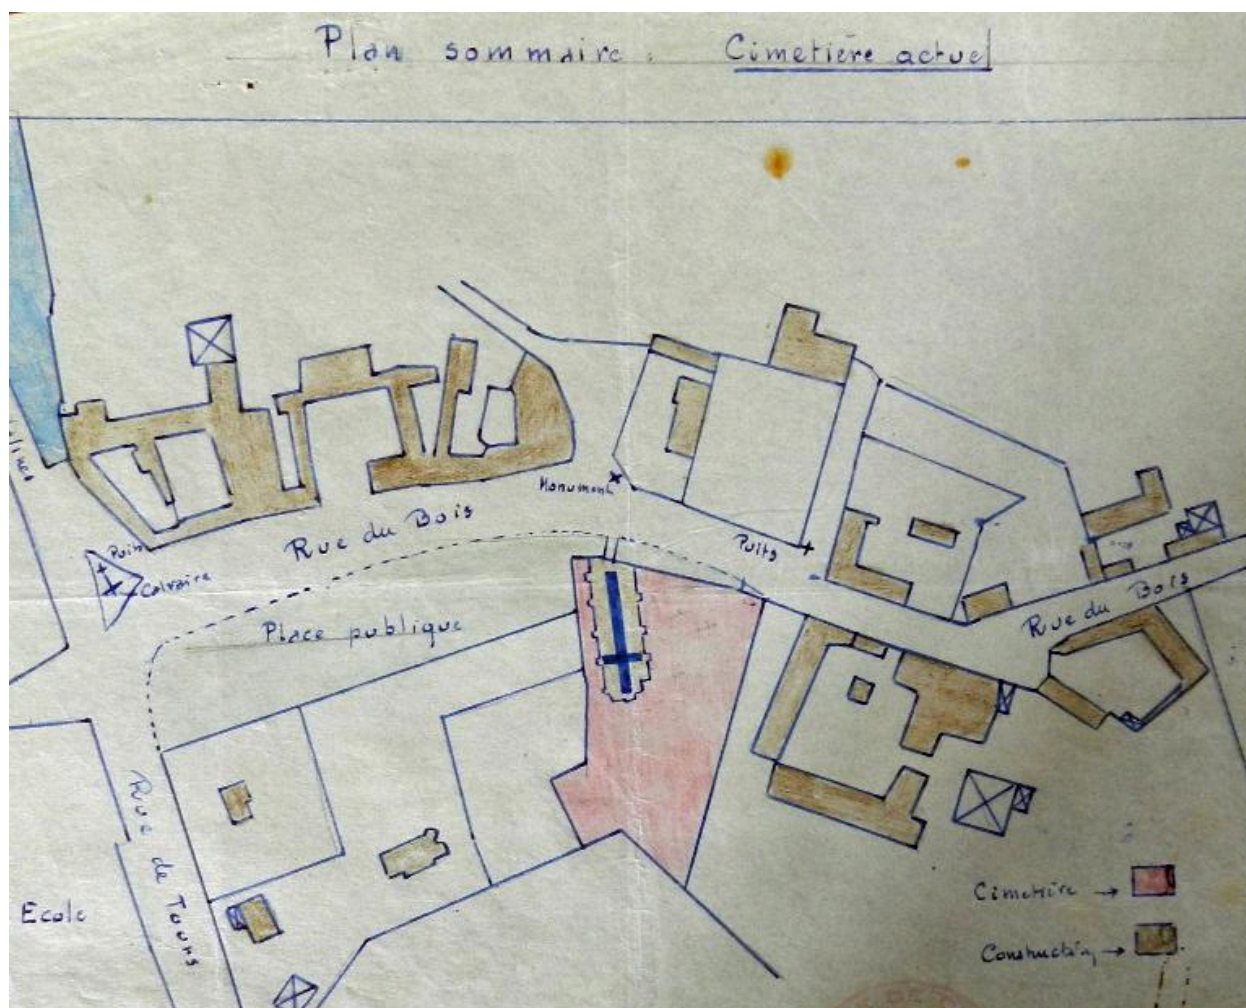 Plan sommaire : Cimetière actuel
Monument
Rue du Bois
Puits
Puits
Calvaire
Place publique
Rue du Bois
Rue de Tours
Ecole
Cimetière →
Construction →